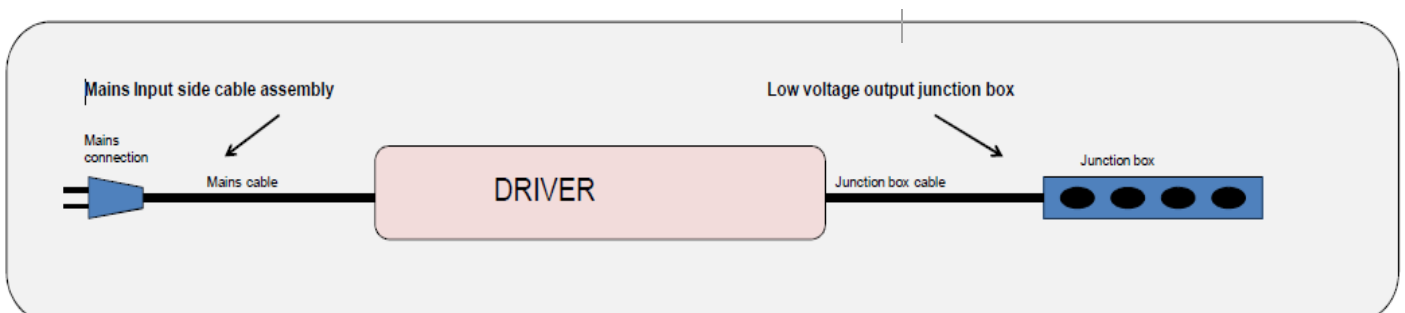 Mains Input side cable assembly
Low voltage output junction box
Mains
connection
Mains cable
DRIVER
Junction box cable
Junction box